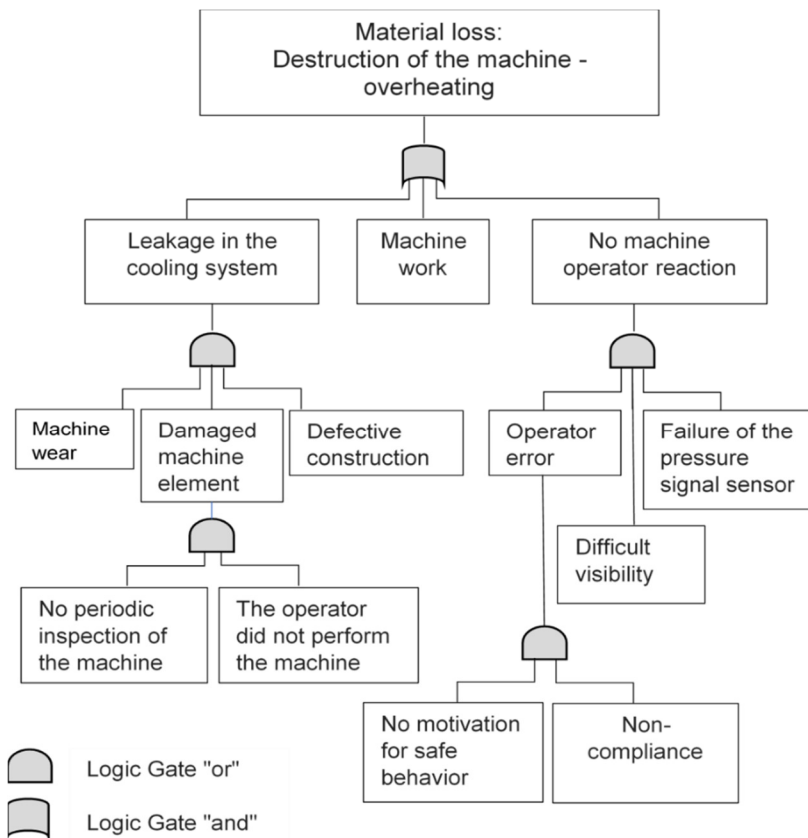 Material loss:
Destruction of the machine -
overheating
Leakage in the
cooling system
Machine
work
No machine
operator reaction
Machine
wear
Damaged
machine
element
Defective
construction
Operator
error
Failure of the
pressure
signal sensor
Difficult
visibility
No periodic
inspection of
the machine
The operator
did not perform
the machine
No motivation
for safe
behavior
Non-
compliance
Logic Gate "or"
Logic Gate "and"